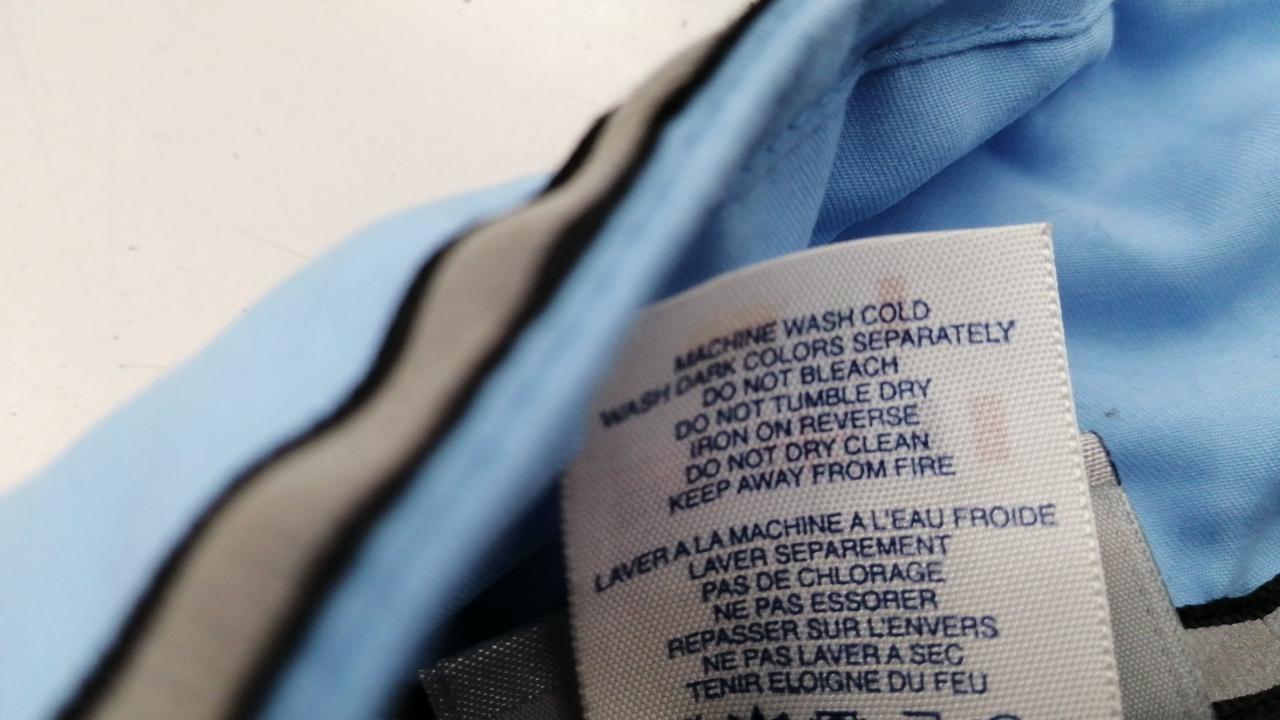 MACHINE WASH COLD
WASH DARK COLORS SEPARATELY
DO NOT BLEACH
DO NOT TUMBLE DRY
IRON ON REVERSE
DO NOT DRY CLEAN
KEEP AWAY FROM FIRE
LAVER A LA MACHINE A L'EAU FROIDE
LAVER SEPAREMENT
PAS DE CHLORAGE
NE PAS ESSORER
REPASSER SUR L'ENVERS
NE PAS LAVER A SEC
TENIR ELOIGNE DU FEU